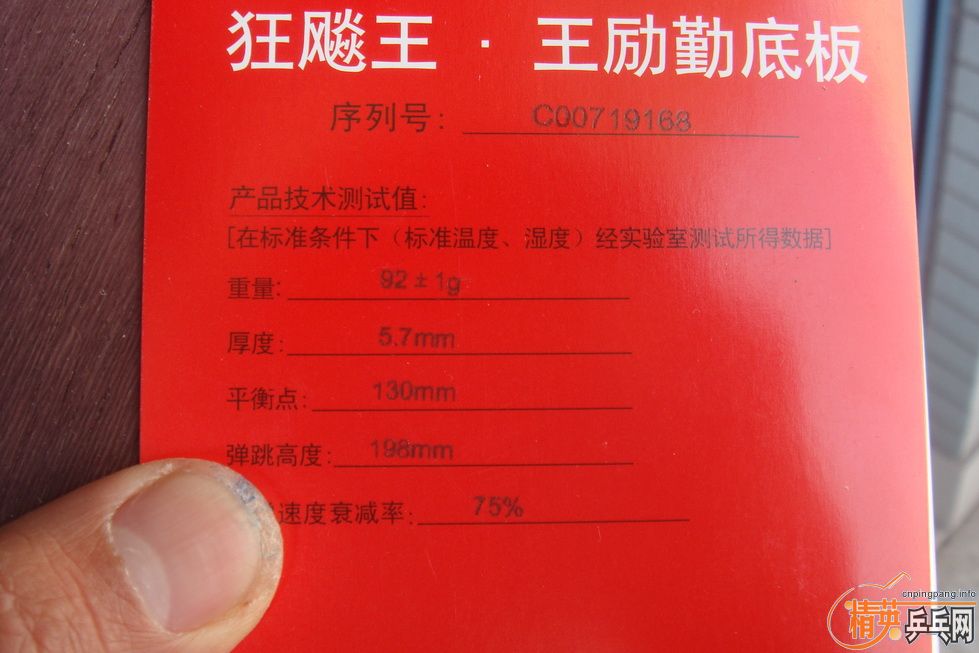 狂飚王·王励勤底板
序列号: C00719168
产品技术测试值:
[在标准条件下（标准温度、湿度）经实验室测试所得数据]
重量: 92±1g
厚度: 5.7mm
平衡点: 130mm
弹跳高度: 198mm
速度衰减率: 75%
cnpingpang.info
精英乒乓网